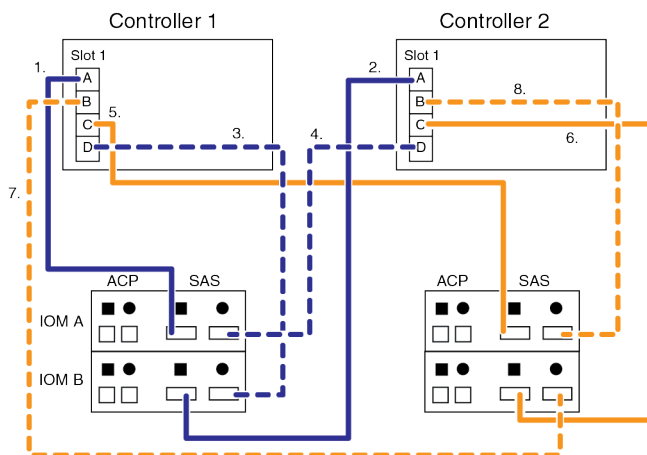 Controller 1
Controller 2
Slot 1
Slot 1
1.
2.
A
A
B
B
8.
5.
C
C
3.
4.
6.
D
D
7.
ACP
SAS
ACP
SAS
IOM A
IOM B